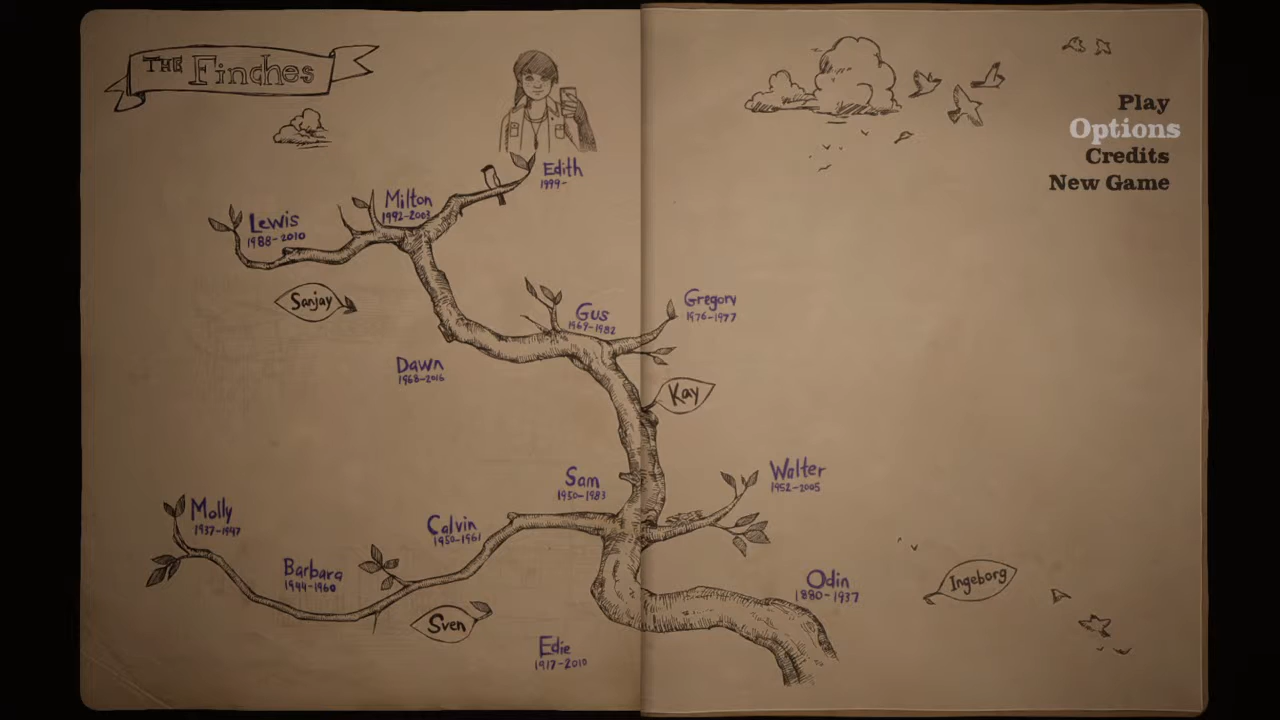 THE Finches
Play
Options
Credits
New Game
Edith
1999-
Milton
1992-2003
Lewis
1988-2010
Sanjay
Gus
1969-1982
Gregory
1976-1977
Dawn
1968-2016
Kay
Sam
1950-1983
Walter
1952-2005
Molly
1937-1947
Calvin
1950-1961
Barbara
1944-1960
Sven
Odin
1880-1937
Ingeborg
Edie
1917-2010